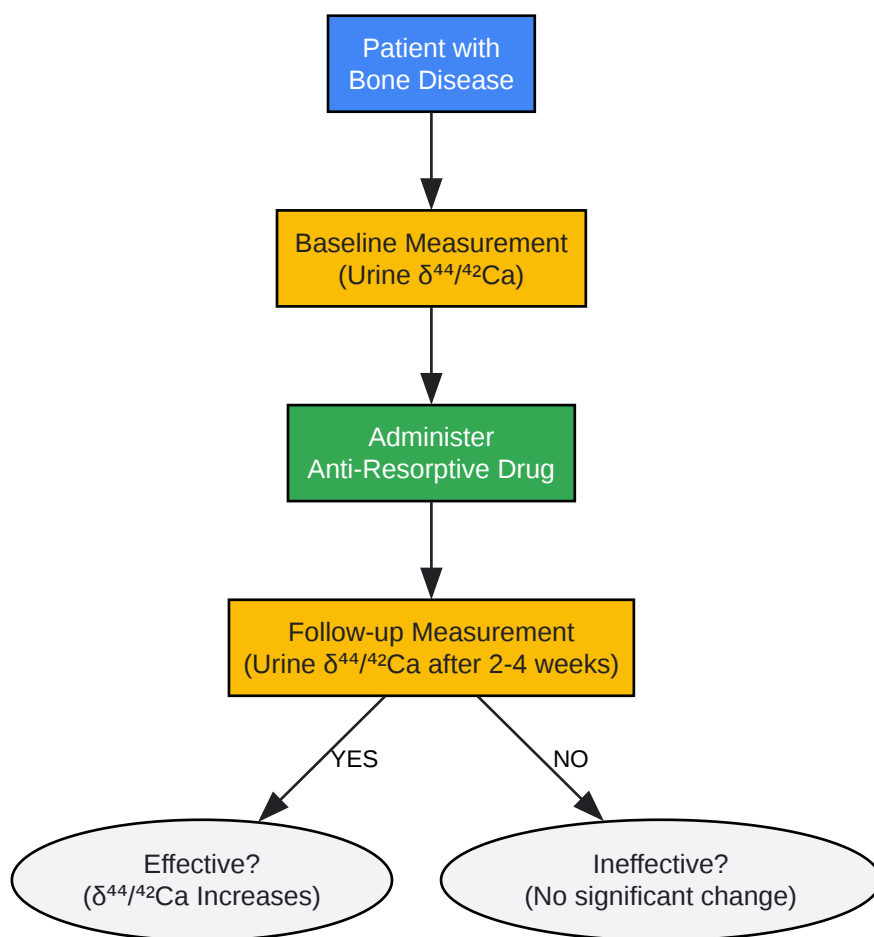 Patient with
Bone Disease
Baseline Measurement
(Urine δ⁴⁴/⁴²Ca)
Administer
Anti-Resorptive Drug
Follow-up Measurement
(Urine δ⁴⁴/⁴²Ca after 2-4 weeks)
YES
NO
Effective?
(δ⁴⁴/⁴²Ca Increases)
Ineffective?
(No significant change)